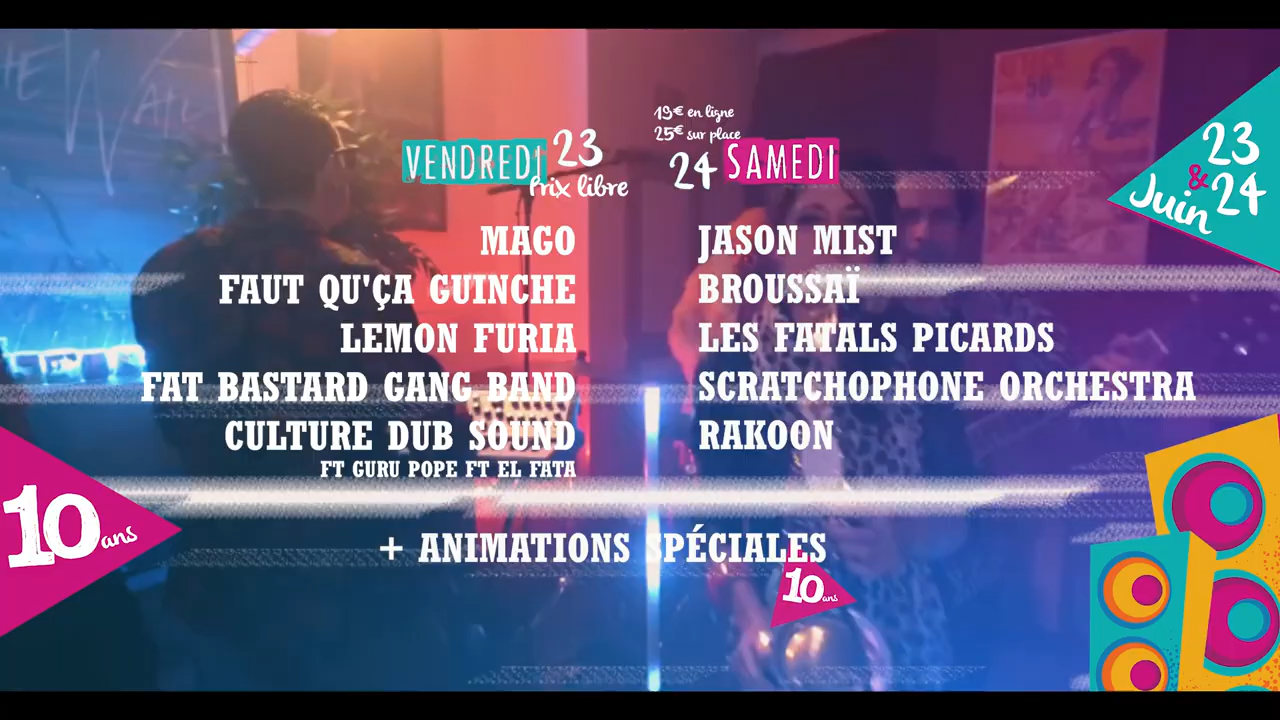 THE WAIL
19€ en ligne
25€ sur place
VENDREDI 23
Prix libre
24 SAMEDI
23
&
24
Juin
MAGO
FAUT QU'ÇA GUINCHE
LEMON FURIA
FAT BASTARD GANG BAND
CULTURE DUB SOUND
FT GURU POPE FT EL FATA
JASON MIST
BROUSSAÏ
LES FATALS PICARDS
SCRATCHOPHONE ORCHESTRA
RAKOON
10 ans
+ ANIMATIONS SPÉCIALES
10 ans